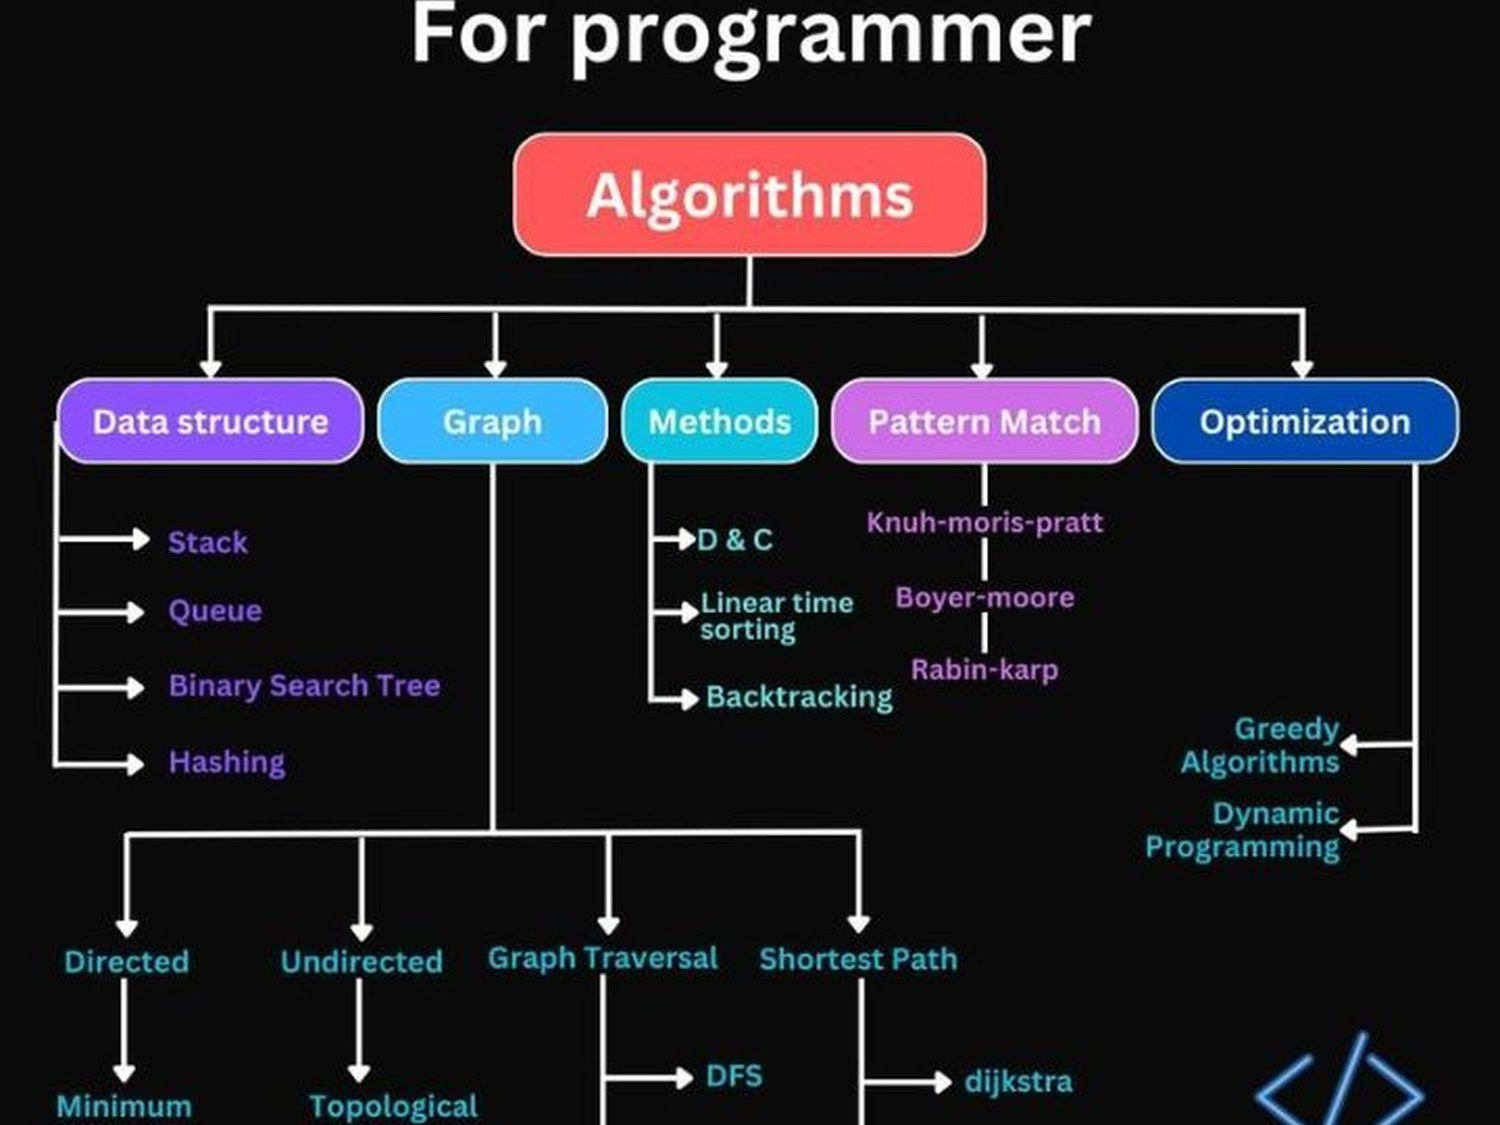 For programmer
Algorithms
Data structure
Graph
Methods
Pattern Match
Optimization
Stack
Queue
Binary Search Tree
Hashing
D & C
Linear time
sorting
Backtracking
Knuh-moris-pratt
Boyer-moore
Rabin-karp
Greedy
Algorithms
Dynamic
Programming
Directed
Undirected
Graph Traversal
Shortest Path
DFS
dijkstra
Minimum
Topological